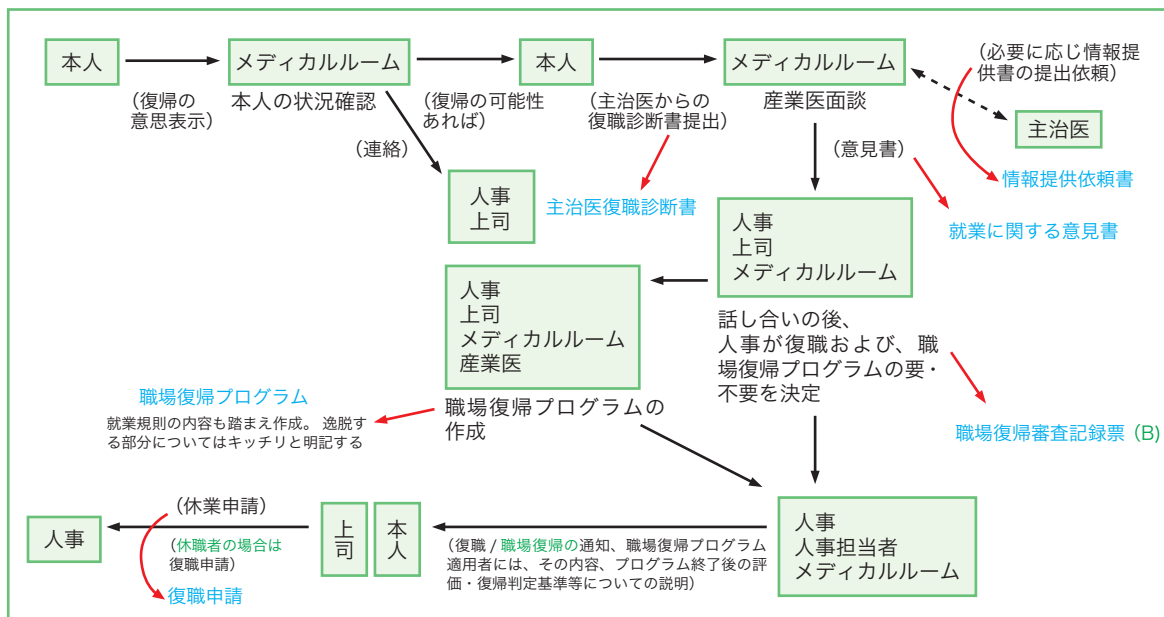 本人
メディカルルーム
本人
メディカルルーム
(必要に応じ情報提
供書の提出依頼)
(復帰の
意思表示)
本人の状況確認
(復帰の可能性
あれば)
(主治医からの
復職診断書提出)
産業医面談
主治医
(連絡)
(意見書)
人事
上司
主治医復職診断書
情報提供依頼書
就業に関する意見書
人事
上司
メディカルルーム
人事
上司
メディカルルーム
産業医
話し合いの後、
人事が復職および、職
場復帰プログラムの要・
不要を決定
職場復帰プログラム
就業規則の内容も踏まえ作成。 逸脱す
る部分についてはキッチリと明記する
職場復帰プログラムの
作成
職場復帰審査記録票 (B)
人事
(休業申請)
(休職者の場合は
復職申請)
復職申請
上司
本人
(復職 / 職場復帰の通知、職場復帰プログラム
適用者には、その内容、プログラム終了後の評
価・復帰判定基準等についての説明)
人事
人事担当者
メディカルルーム